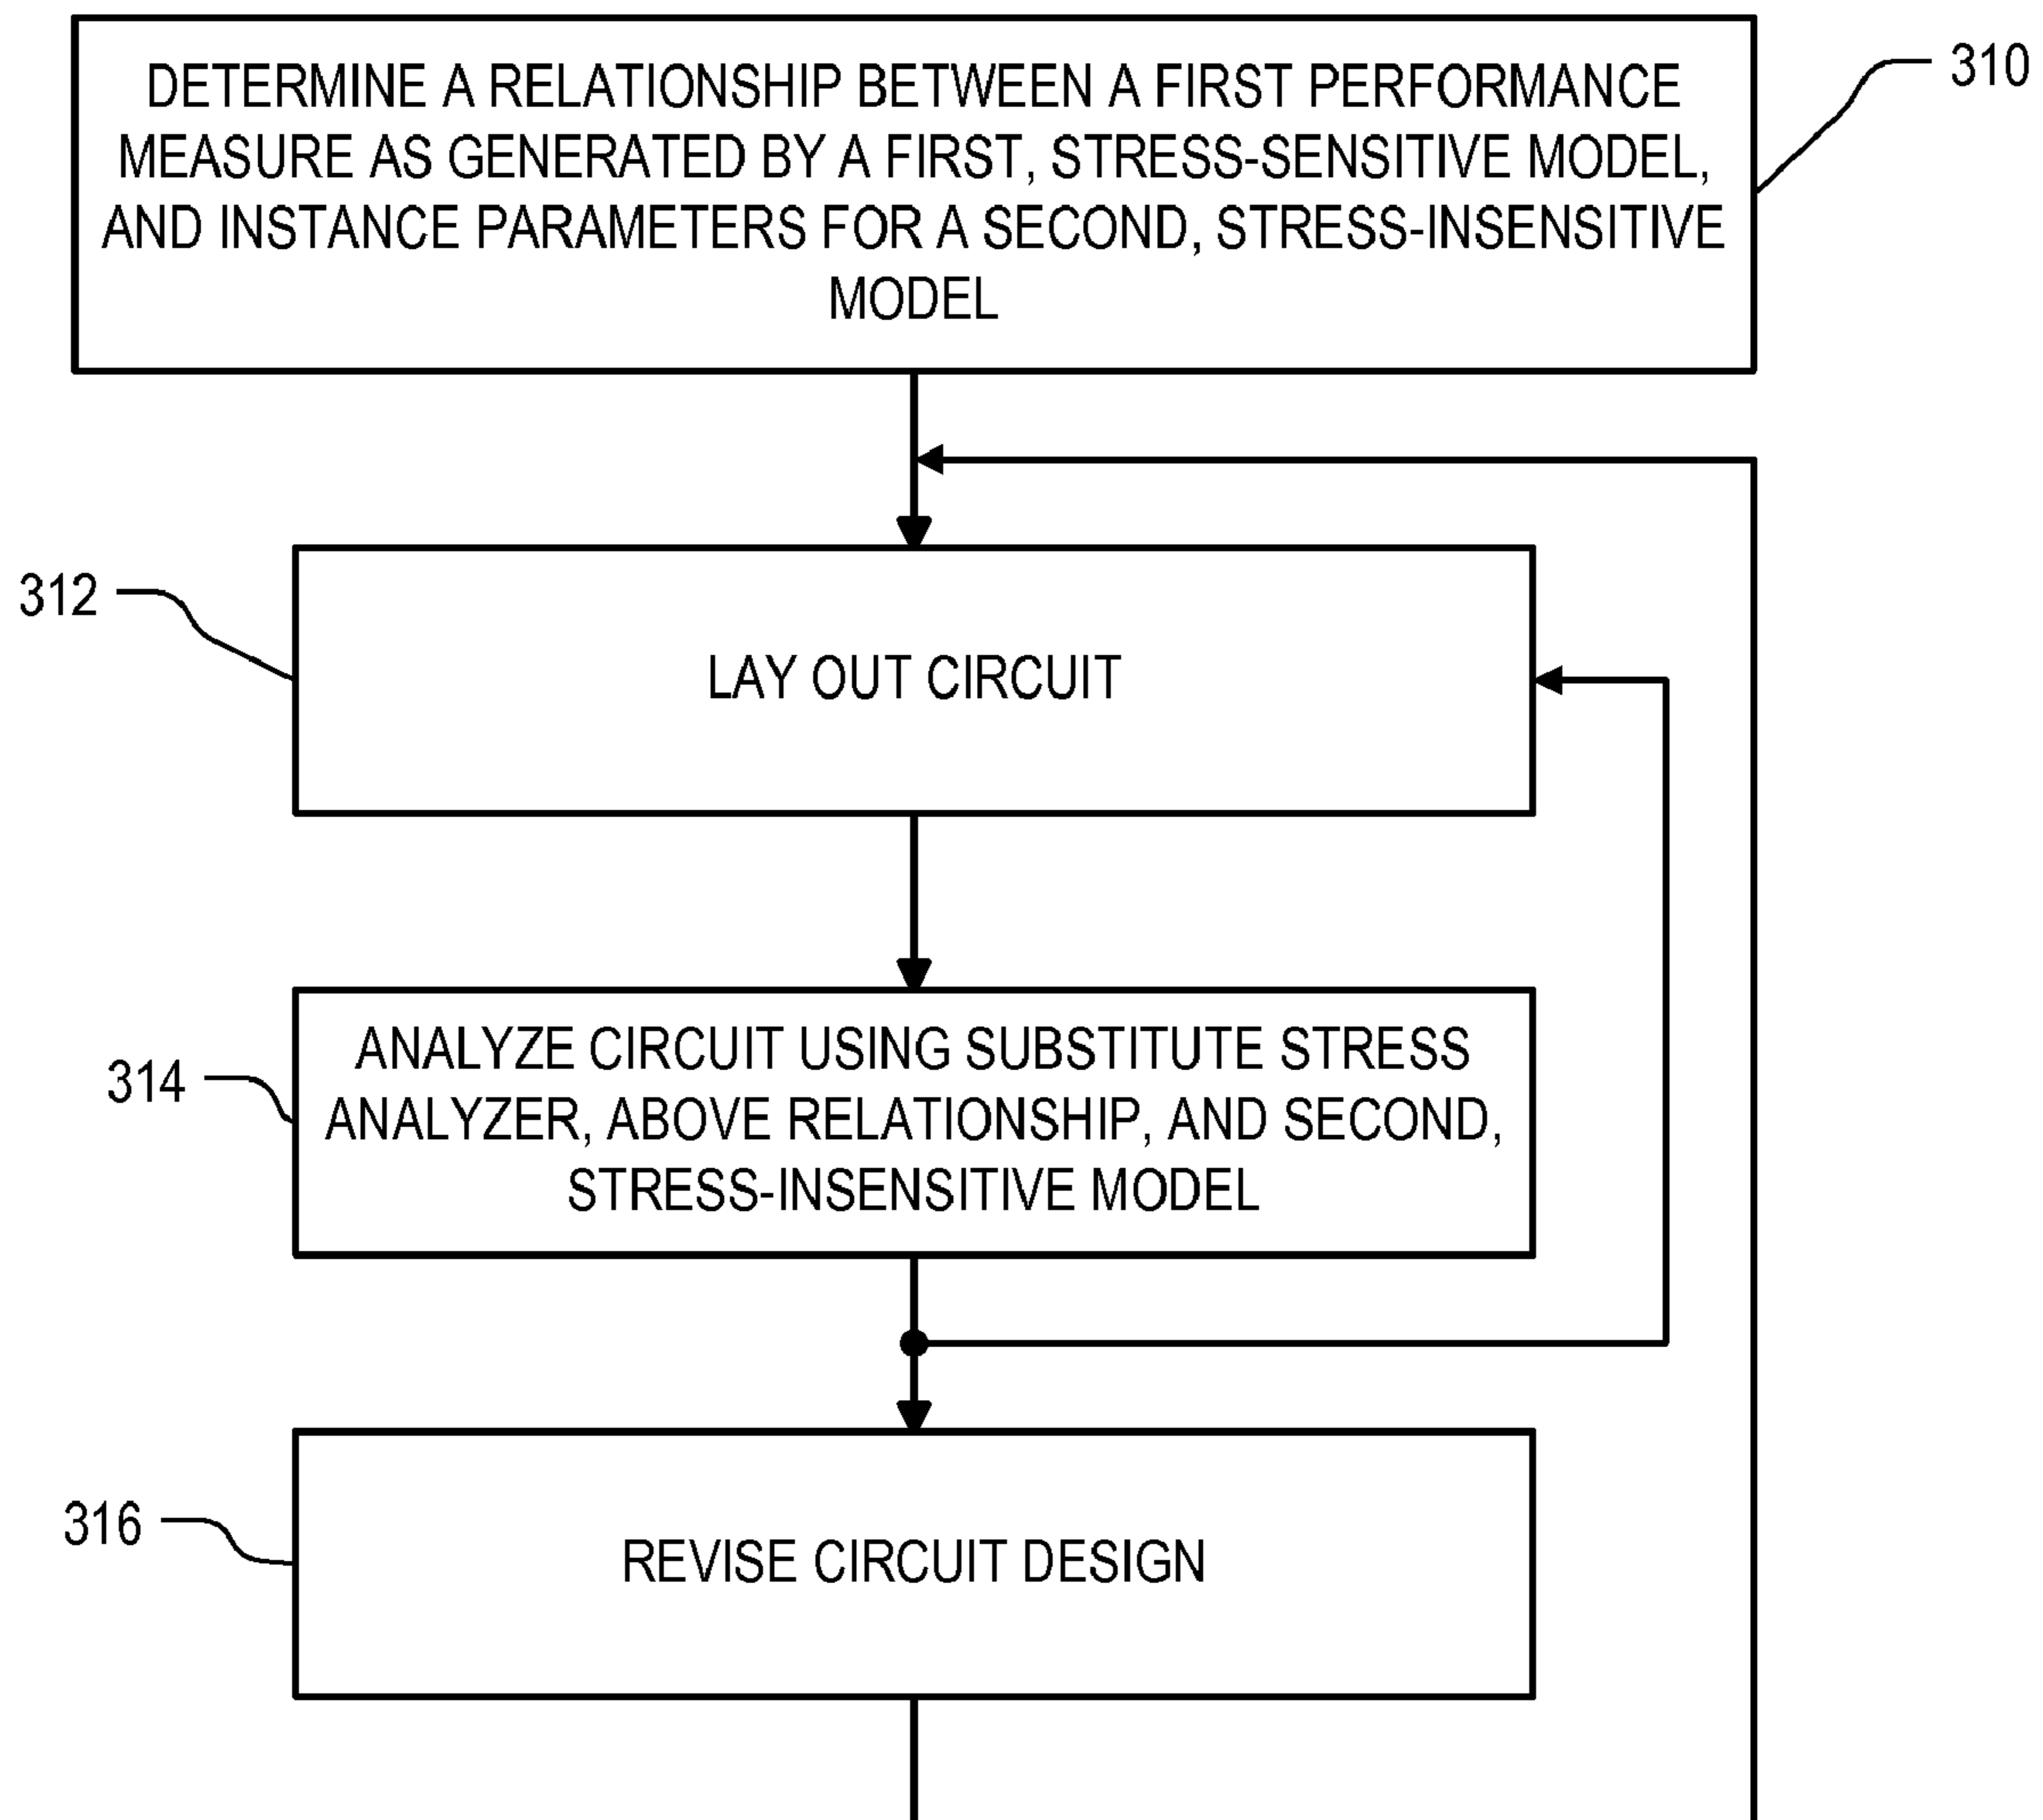 DETERMINE A RELATIONSHIP BETWEEN A FIRST PERFORMANCE
MEASURE AS GENERATED BY A FIRST, STRESS-SENSITIVE MODEL,
AND INSTANCE PARAMETERS FOR A SECOND, STRESS-INSENSITIVE
MODEL
310
312
LAY OUT CIRCUIT
314
ANALYZE CIRCUIT USING SUBSTITUTE STRESS
ANALYZER, ABOVE RELATIONSHIP, AND SECOND,
STRESS-INSENSITIVE MODEL
316
REVISE CIRCUIT DESIGN